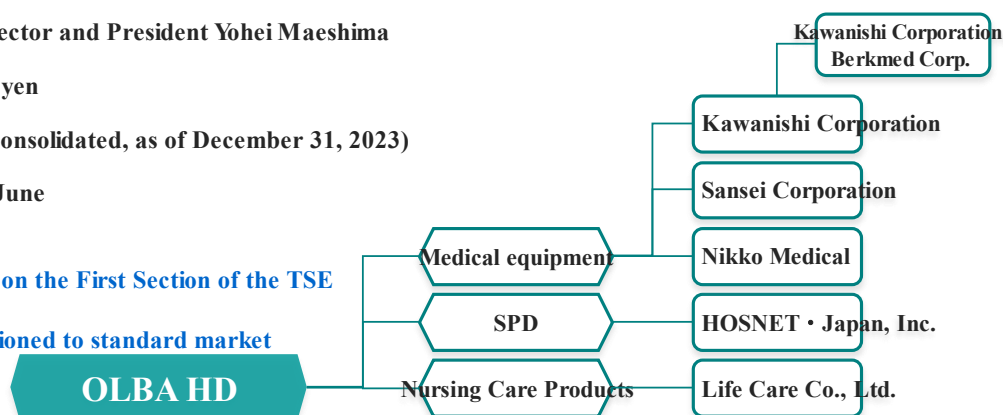 ector and President Yohei Maeshima
yen
onsolidated, as of December 31, 2023)
June
on the First Section of the TSE
ioned to standard market
OLBA HD
Medical equipment
SPD
Nursing Care Products
Kawanishi Corporation
Berkmed Corp.
Kawanishi Corporation
Sansei Corporation
Nikko Medical
HOSNET・Japan, Inc.
Life Care Co., Ltd.